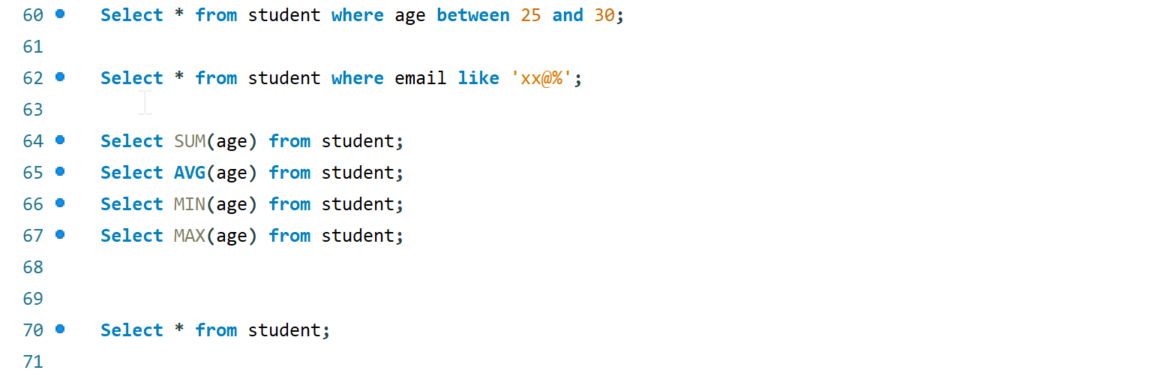 60 Select * from student where age between 25 and 30;
61
62 Select * from student where email like 'xx@%';
63
64 Select SUM(age) from student;
65 Select AVG(age) from student;
66 Select MIN(age) from student;
67 Select MAX(age) from student;
68
69
70 Select * from student;
71